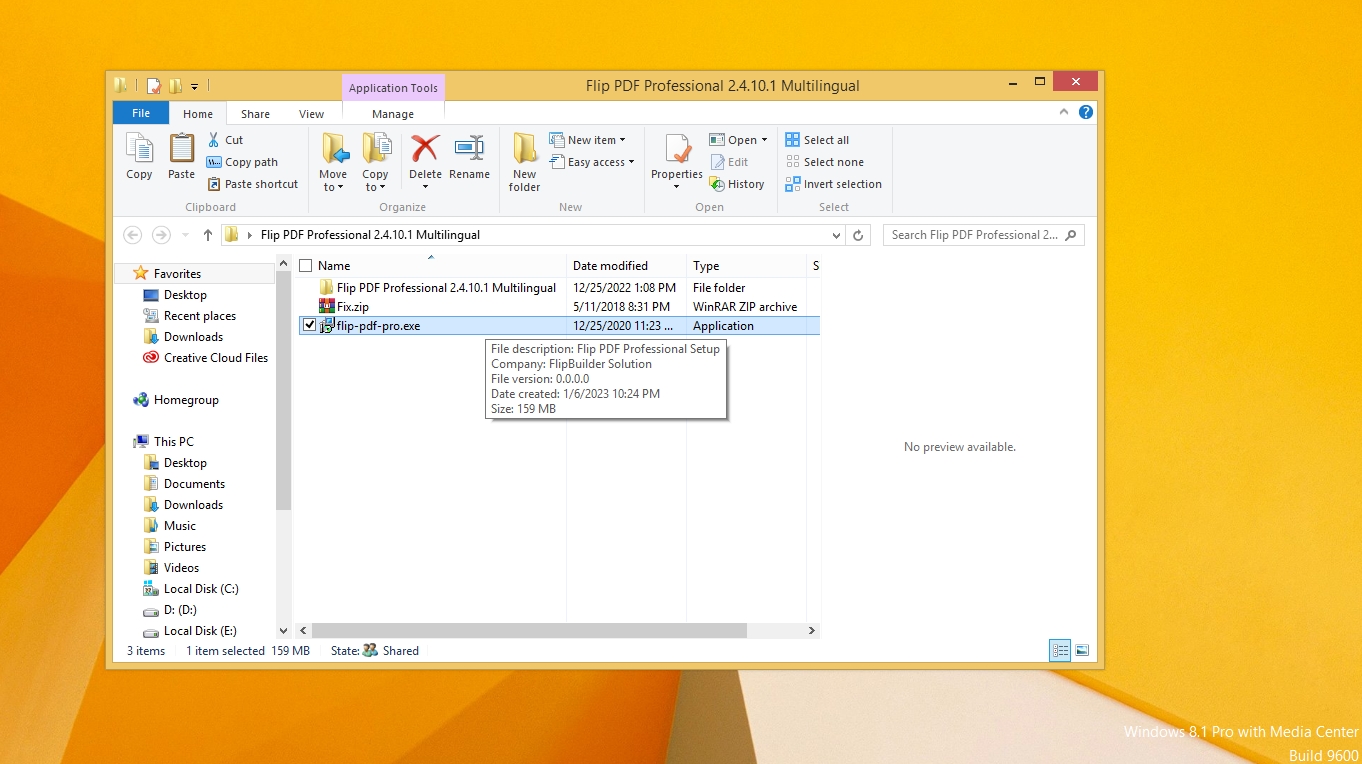 Application Tools
Flip PDF Professional 2.4.10.1 Multilingual
File
Home
Share
View
Manage
Copy
Paste
Cut
Copy path
Paste shortcut
Clipboard
Move to
Copy to
Delete
Rename
Organize
New folder
New item
Easy access
New
Properties
Open
Edit
History
Open
Select all
Select none
Invert selection
Select
Flip PDF Professional 2.4.10.1 Multilingual
Search Flip PDF Professional 2...
Favorites
Desktop
Recent places
Downloads
Creative Cloud Files
Homegroup
This PC
Desktop
Documents
Downloads
Music
Pictures
Videos
Local Disk (C:)
D: (D:)
Local Disk (E:)
Name Date modified Type S
Flip PDF Professional 2.4.10.1 Multilingual 12/25/2022 1:08 PM File folder
Fix.zip 5/11/2018 8:31 PM WinRAR ZIP archive
flip-pdf-pro.exe 12/25/2020 11:23 ... Application
File description: Flip PDF Professional Setup
Company: FlipBuilder Solution
File version: 0.0.0.0
Date created: 1/6/2023 10:24 PM
Size: 159 MB
No preview available.
3 items 1 item selected 159 MB State: Shared
Windows 8.1 Pro with Media Center
Build 9600